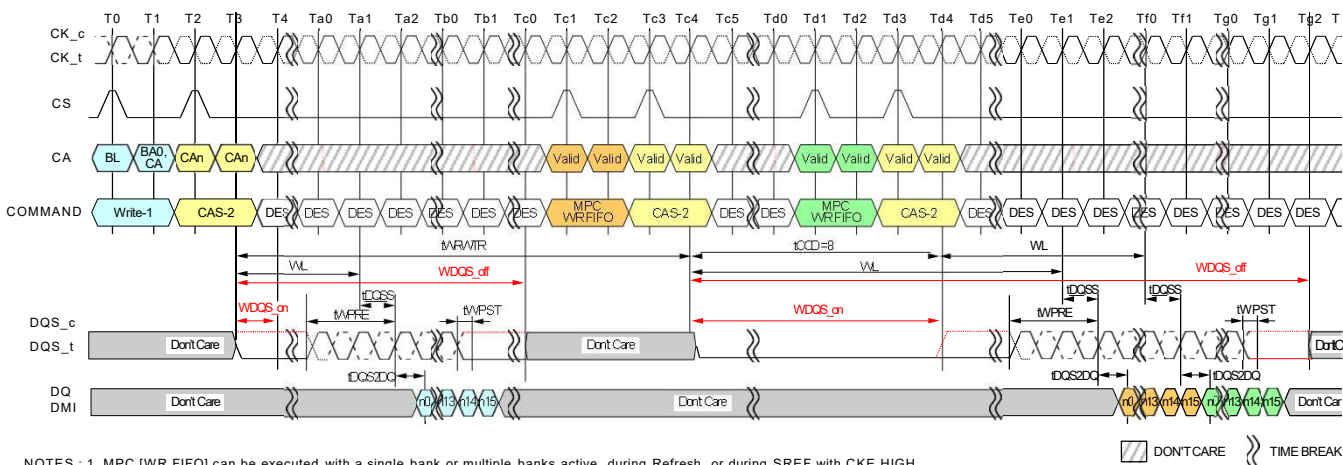 T0 T1 T2 T3 T4 Ta0 Ta1 Ta2 Tb0 Tb1 Tc0 Tc1 Tc2 Tc3 Tc4 Tc5 Td0 Td1 Td2 Td3 Td4 Td5 Te0 Te1 Te2 Tf0 Tf1 Tg0 Tg1 Tg2 T
CK_c
CK_t
CS
CA BL BA0, CA CAn CAn Valid Valid Valid Valid Valid Valid Valid Valid
COMMAND Write-1 CAS-2 DES DES DES DES DES DES DES MPC WRFIFO CAS-2 DES DES MPC WRFIFO CAS-2 DES DES DES DES DES DES DES DES DES
tWRWTR tCCD=8 WL
WL WL
WDQS_off WDQS_off
tDQSS tDQSS tDQSS
WDQS_on tWPRE tWPST WDQS_on tWPRE tWPST
DQS_c
DQS_t Don't Care Don't Care
tDQS2DQ tDQS2DQ tDQS2DQ
DQ
DMI Don't Care n0 n13 n14 n15 Don't Care n0 n13 n14 n15 n0 n13 n14 n15 Don't Car
DON'T CARE TIME BREAK
NOTES : 1. MPC [WR FIFO] can be executed with a single bank or multiple banks active, during Refresh, or during SREF with CKE HIGH.